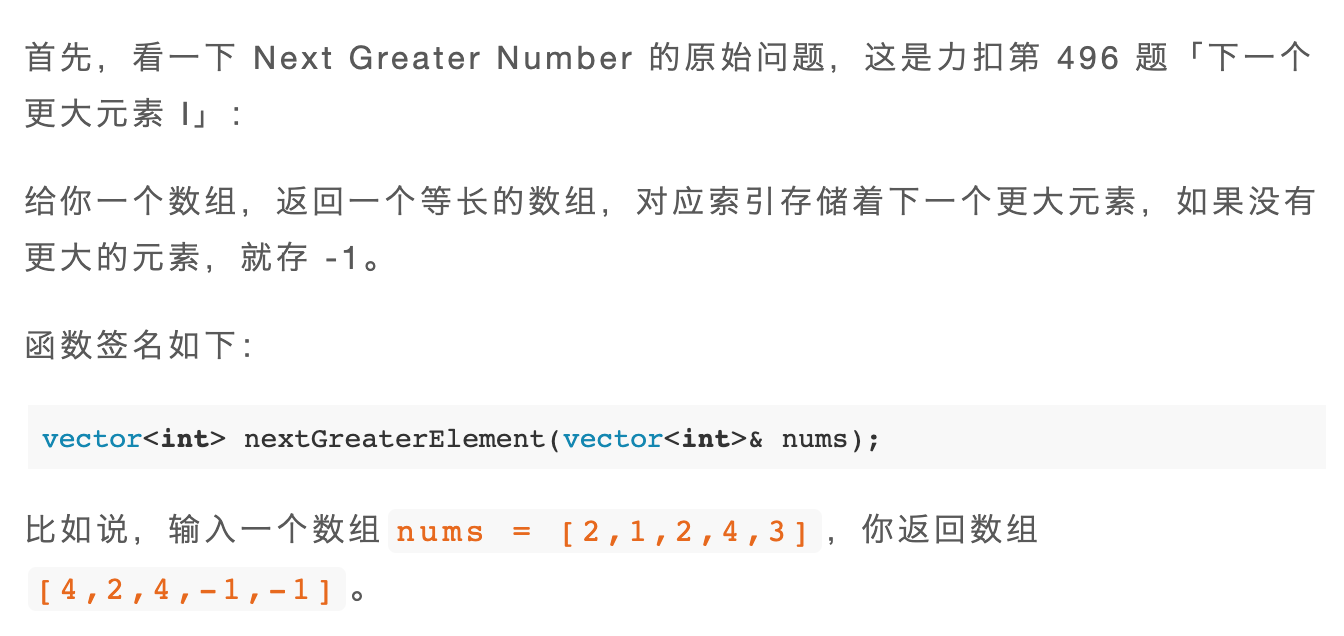 首先，看一下 Next Greater Number 的原始问题，这是力扣第 496 题「下一个
更大元素 I」：
给你一个数组，返回一个等长的数组，对应索引存储着下一个更大元素，如果没有
更大的元素，就存 -1。
函数签名如下：
vector<int> nextGreaterElement(vector<int>& nums);
比如说，输入一个数组 nums = [2,1,2,4,3]，你返回数组
[4,2,4,-1,-1]。